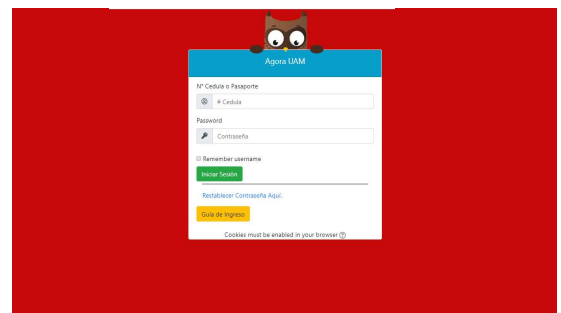 Agora UAM
N° Cedula o Pasaporte
# Cedula
Password
Contraseña
Remember username
Iniciar Sesión
Restablecer Contraseña Aquí.
Guía de Ingreso
Cookies must be enabled in your browser